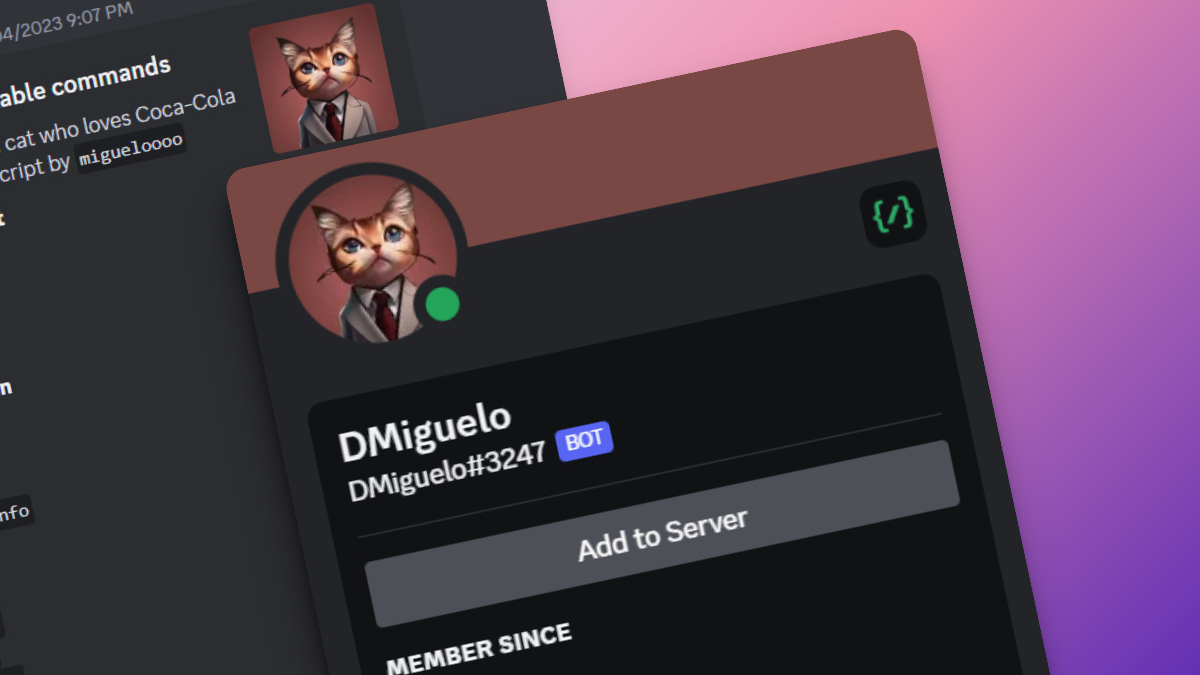 04/2023 9:07 PM
able commands
cat who loves Coca-Cola
cript by migueloooo
t
n
nfo
DMiguelo
DMiguelo#3247 BOT
Add to Server
MEMBER SINCE
{/}